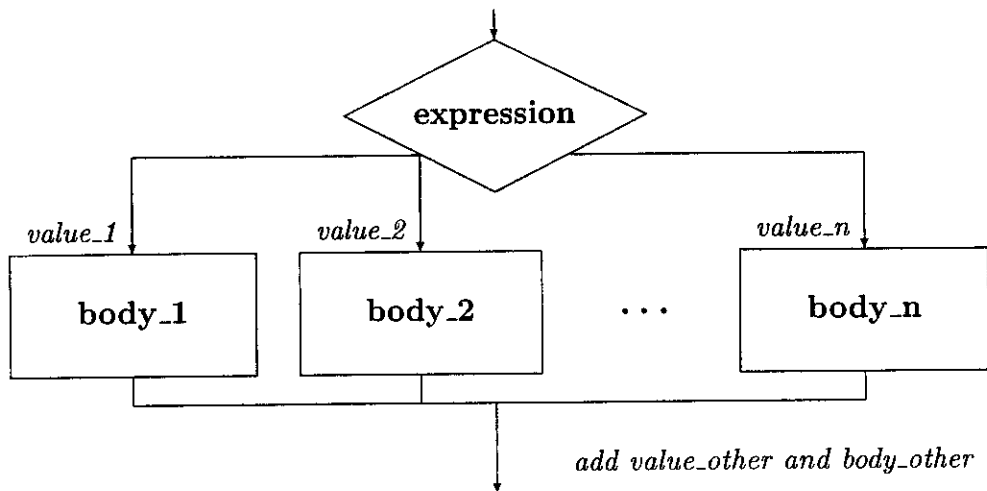 expression
value_1
value_2
value_n
body_1
body_2
...
body_n
add value_other and body_other